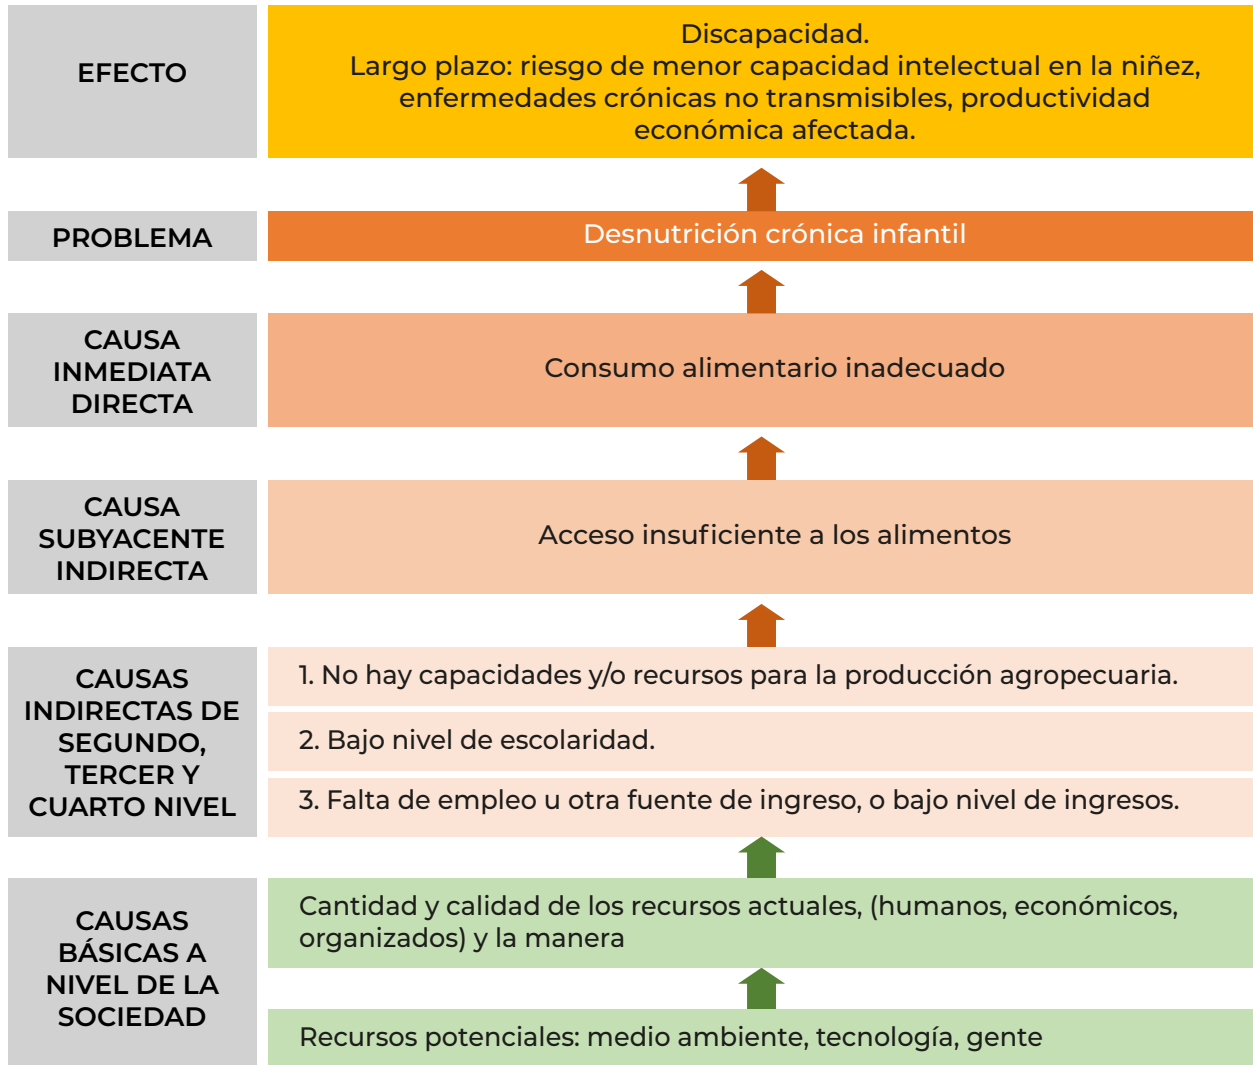 EFECTO
Discapacidad.
Largo plazo: riesgo de menor capacidad intelectual en la niñez,
enfermedades crónicas no transmisibles, productividad
económica afectada.
PROBLEMA
Desnutrición crónica infantil
CAUSA
INMEDIATA
DIRECTA
Consumo alimentario inadecuado
CAUSA
SUBYACENTE
INDIRECTA
Acceso insuficiente a los alimentos
CAUSAS
INDIRECTAS DE
SEGUNDO,
TERCER Y
CUARTO NIVEL
1. No hay capacidades y/o recursos para la producción agropecuaria.
2. Bajo nivel de escolaridad.
3. Falta de empleo u otra fuente de ingreso, o bajo nivel de ingresos.
CAUSAS
BÁSICAS A
NIVEL DE LA
SOCIEDAD
Cantidad y calidad de los recursos actuales, (humanos, económicos,
organizados) y la manera
Recursos potenciales: medio ambiente, tecnología, gente